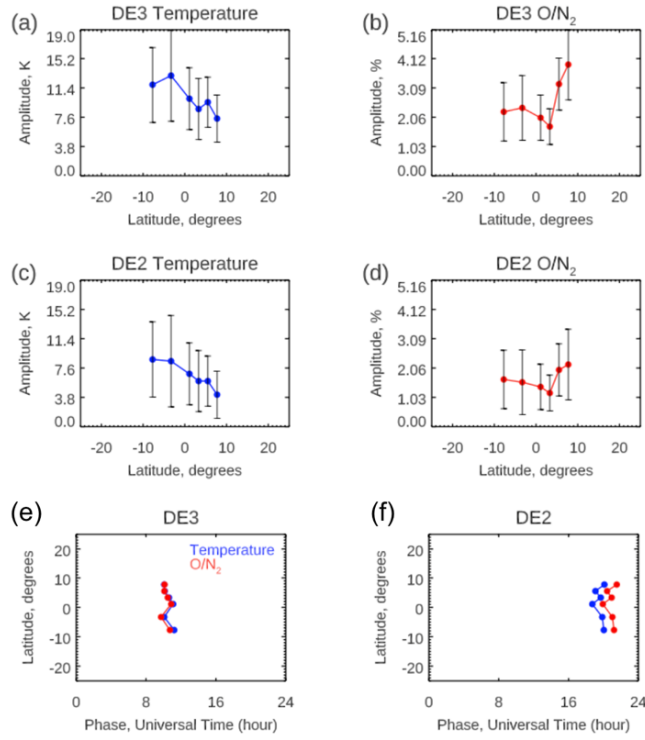 (a) DE3 Temperature
19.0
15.2
11.4
7.6
3.8
0.0
Amplitude, K
-20 -10 0 10 20
Latitude, degrees
(b) DE3 O/N₂
5.16
4.12
3.09
2.06
1.03
0.00
Amplitude, %
-20 -10 0 10 20
Latitude, degrees
(c) DE2 Temperature
19.0
15.2
11.4
7.6
3.8
0.0
Amplitude, K
-20 -10 0 10 20
Latitude, degrees
(d) DE2 O/N₂
5.16
4.12
3.09
2.06
1.03
0.00
Amplitude, %
-20 -10 0 10 20
Latitude, degrees
(e) DE3
Temperature
O/N₂
20
10
0
-10
-20
Latitude, degrees
0 8 16 24
Phase, Universal Time (hour)
(f) DE2
20
10
0
-10
-20
Latitude, degrees
0 8 16 24
Phase, Universal Time (hour)